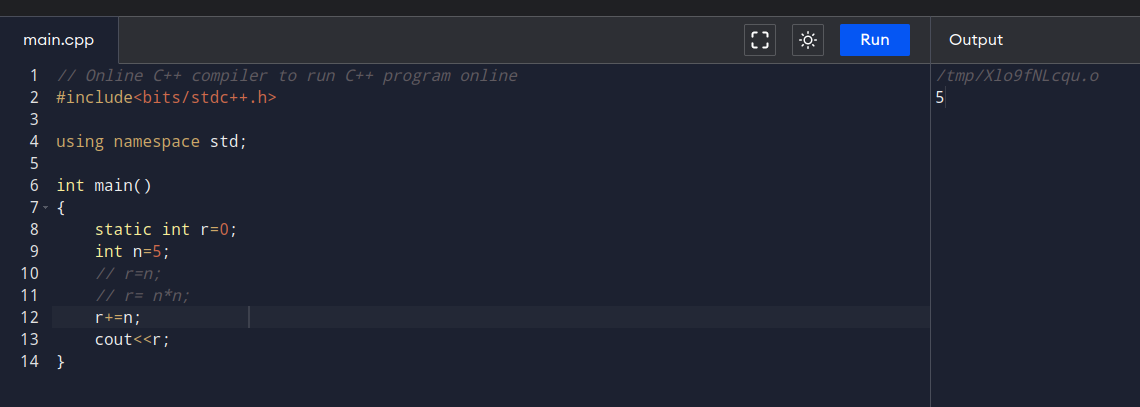 main.cpp Run Output
1 // Online C++ compiler to run C++ program online
2 #include<bits/stdc++.h>
3
4 using namespace std;
5
6 int main()
7 {
8     static int r=0;
9     int n=5;
10     // r=n;
11     // r= n*n;
12     r+=n;
13     cout<<r;
14 }
/tmp/Xlo9fNLcqu.o
5